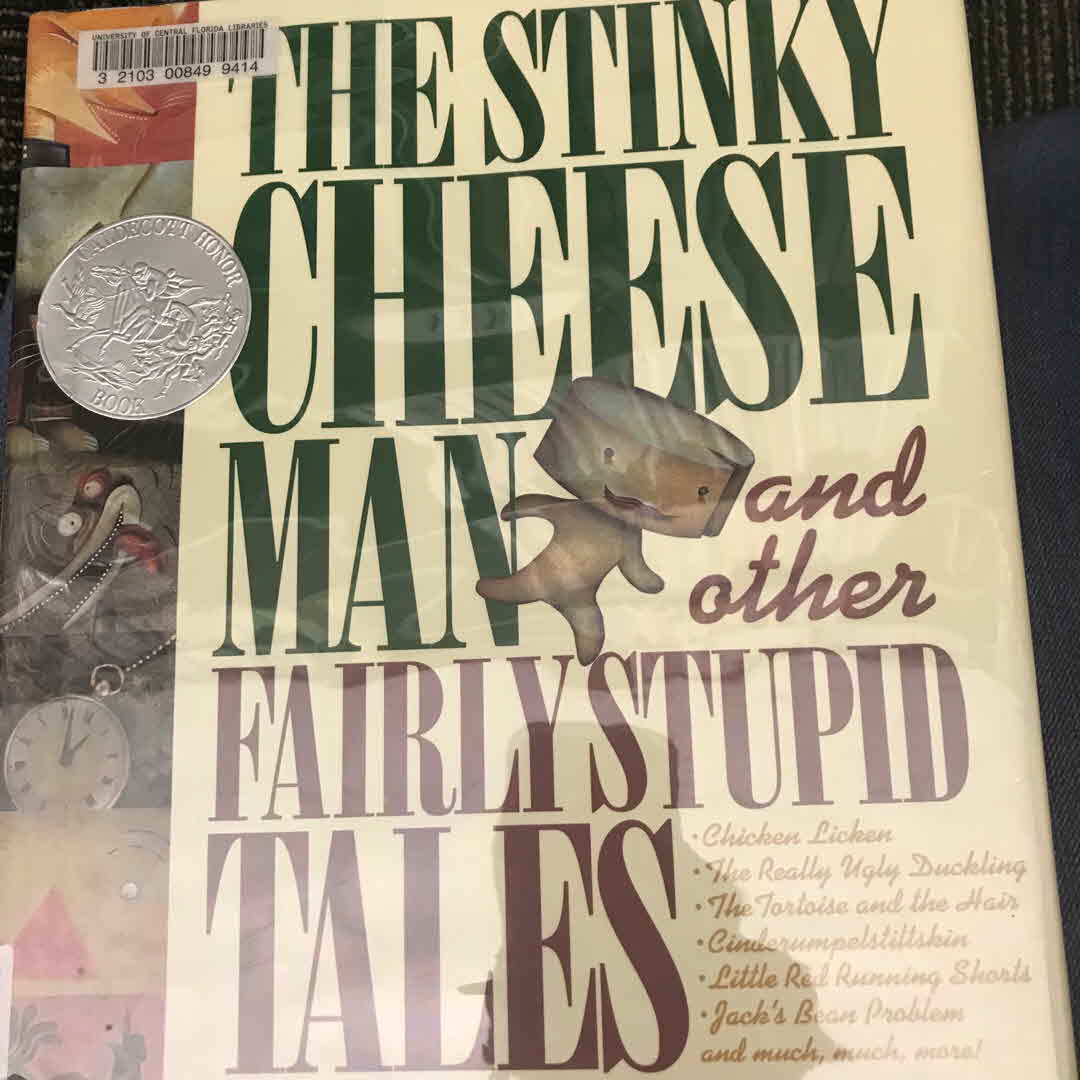 UNIVERSITY OF CENTRAL FLORIDA LIBRARIES
3 2103 00849 9414
THE STINKY
CHEESE
MAN
and
other
FAIRLY STUPID
TALES
CALDECOTT HONOR
BOOK
• Chicken Licken
• The Really Ugly Duckling
• The Tortoise and the Hair
• Cinderumpelstiltskin
• Little Red Running Shorts
• Jack's Bean Problem
and much, much, more!